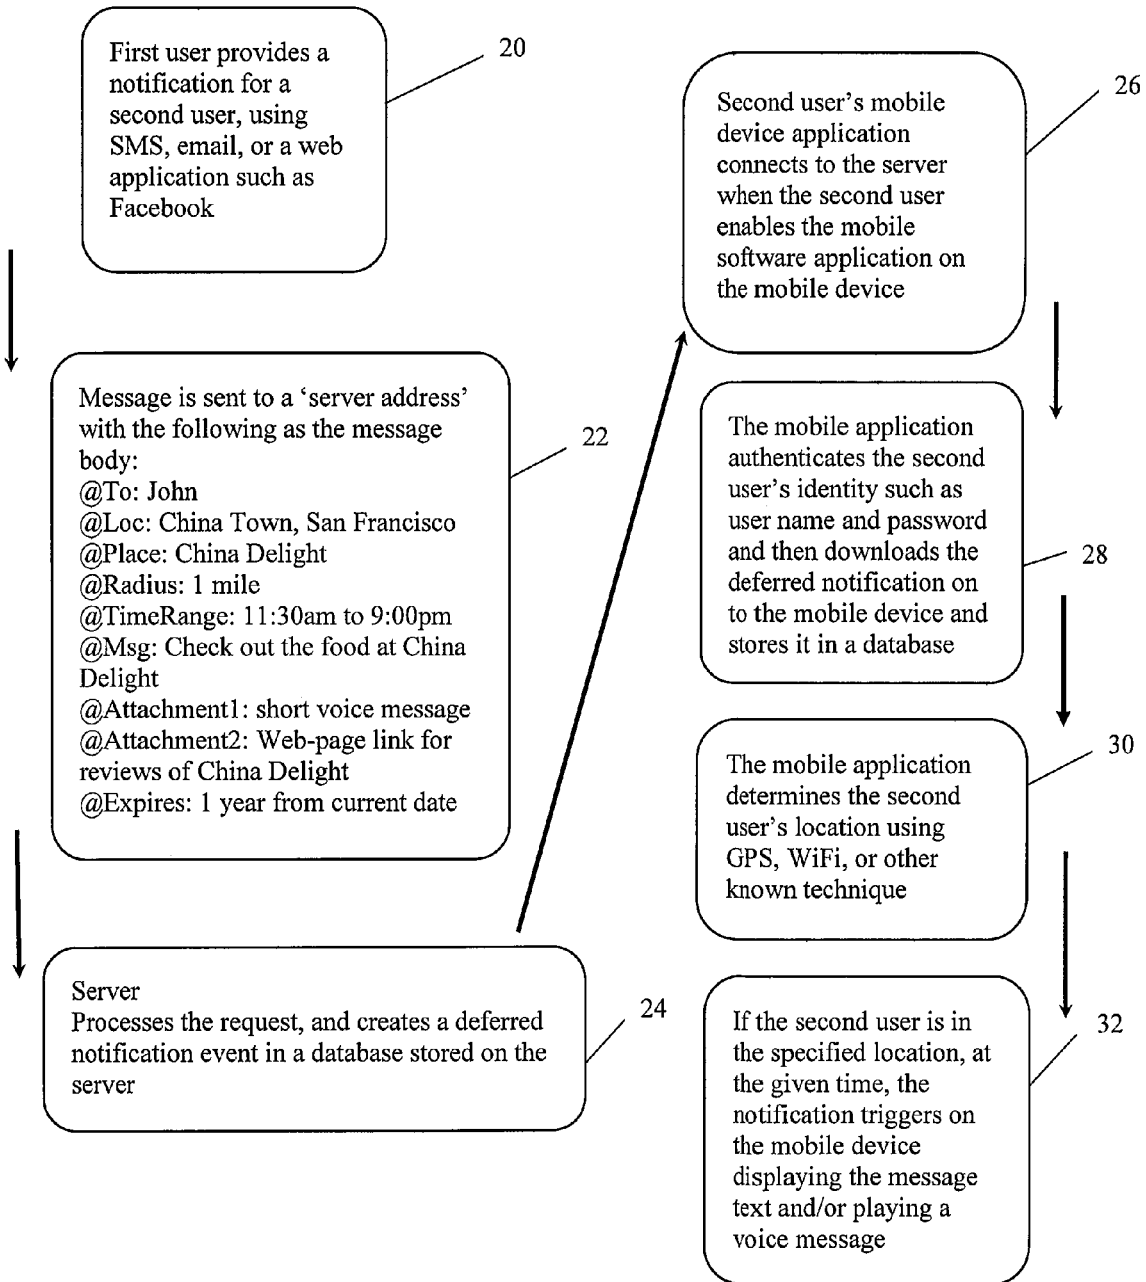 First user provides a
notification for a
second user, using
SMS, email, or a web
application such as
Facebook
20
Message is sent to a ‘server address’
with the following as the message
body:
@To: John
@Loc: China Town, San Francisco
@Place: China Delight
@Radius: 1 mile
@TimeRange: 11:30am to 9:00pm
@Msg: Check out the food at China
Delight
@Attachment1: short voice message
@Attachment2: Web-page link for
reviews of China Delight
@Expires: 1 year from current date
22
Server
Processes the request, and creates a deferred
notification event in a database stored on the
server
24
Second user’s mobile
device application
connects to the server
when the second user
enables the mobile
software application on
the mobile device
26
The mobile application
authenticates the second
user’s identity such as
user name and password
and then downloads the
deferred notification on
to the mobile device and
stores it in a database
28
The mobile application
determines the second
user’s location using
GPS, WiFi, or other
known technique
30
If the second user is in
the specified location, at
the given time, the
notification triggers on
the mobile device
displaying the message
text and/or playing a
voice message
32